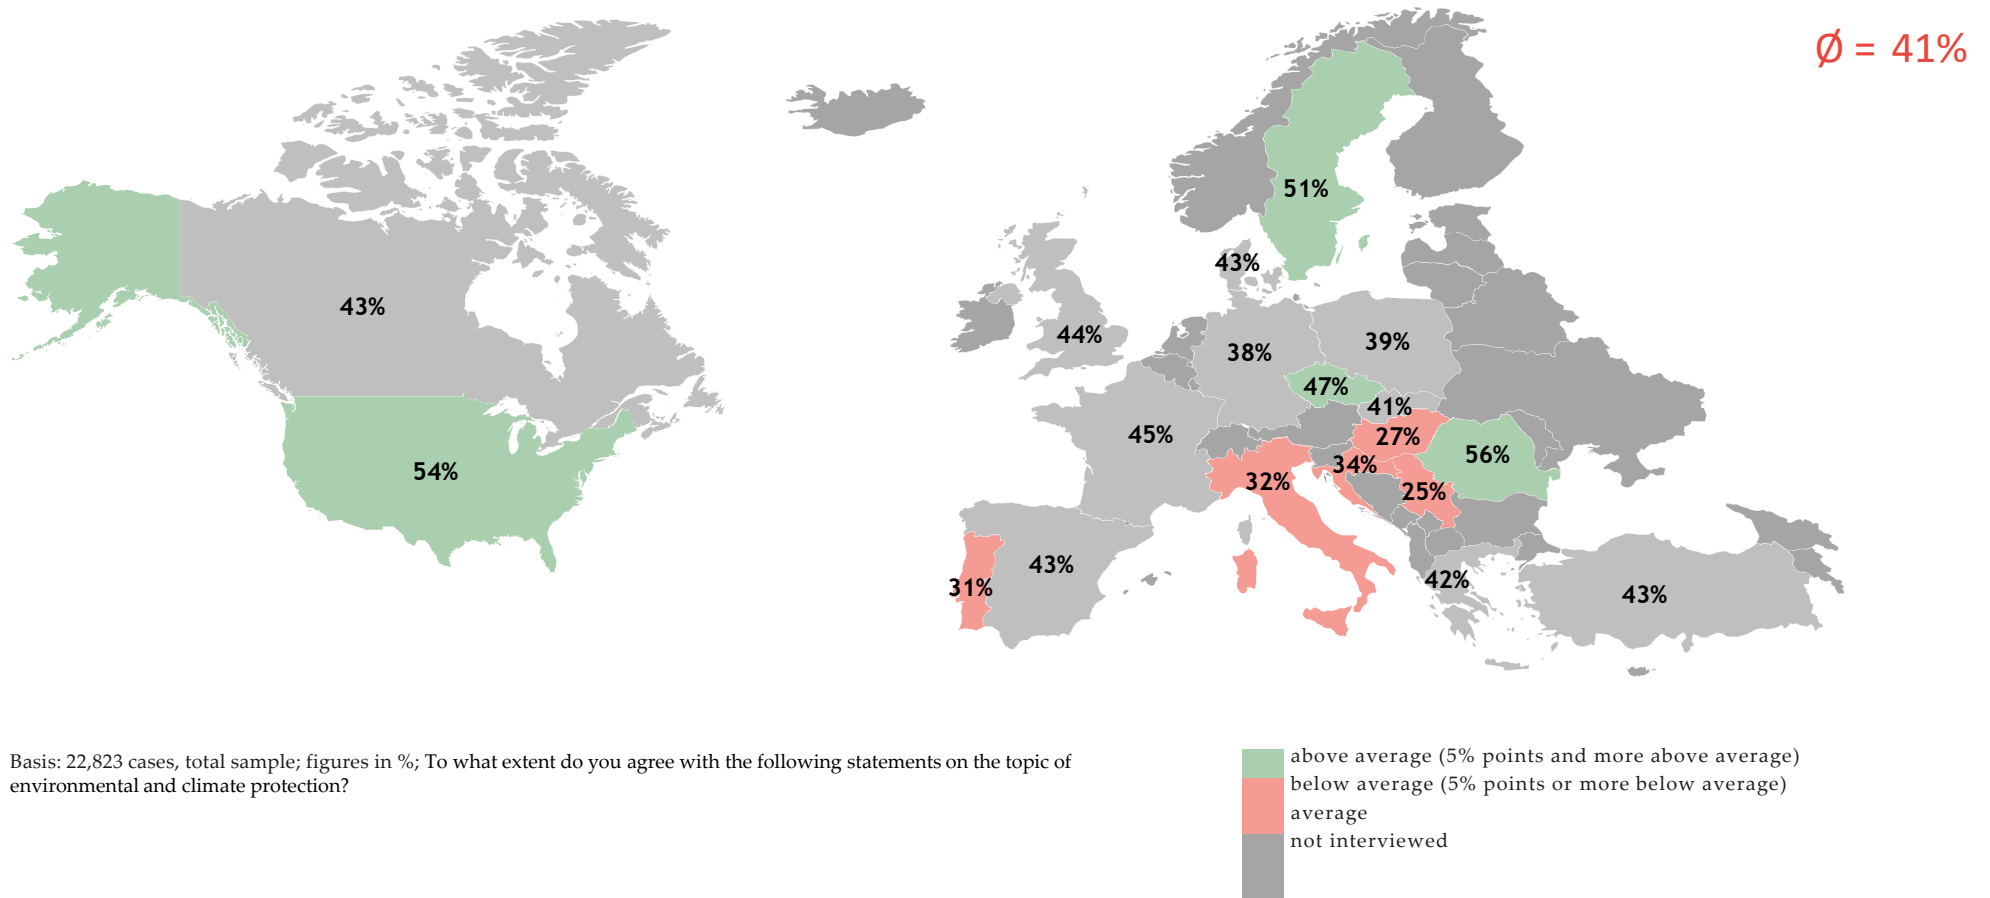 Ø = 41%
51%
43%
43%
44%
39%
38%
47%
41%
45%
27%
56%
54%
34%
32%
25%
43%
42%
31%
43%
Basis: 22,823 cases, total sample; figures in %; To what extent do you agree with the following statements on the topic of
environmental and climate protection?
above average (5% points and more above average)
below average (5% points or more below average)
average
not interviewed